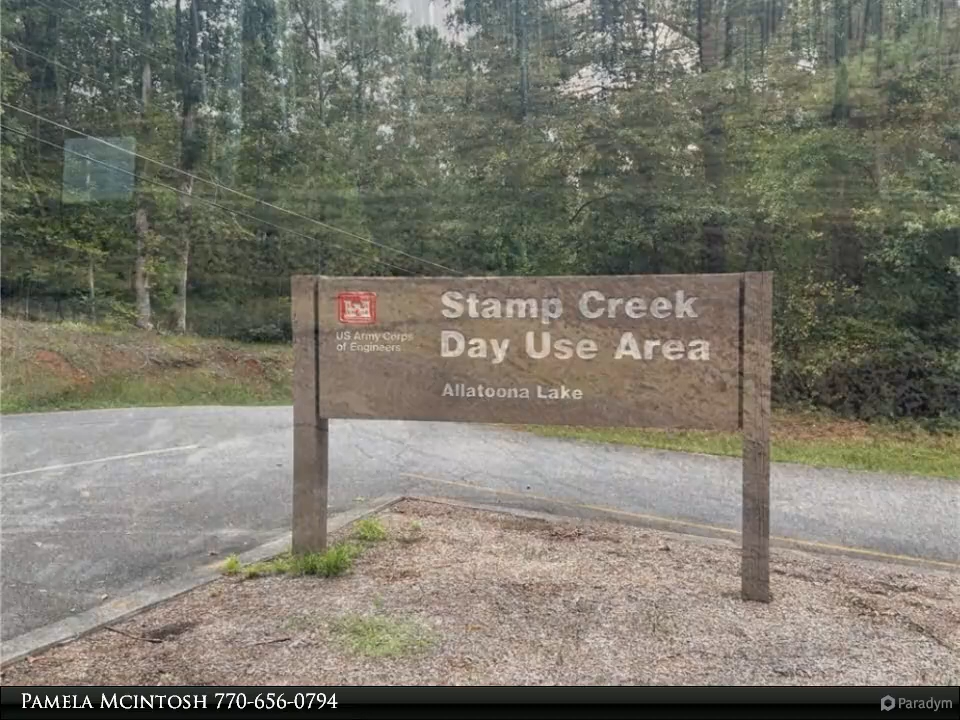 Stamp Creek
Day Use Area
Allatoona Lake
US Army Corps
of Engineers
Pamela Mcintosh 770-656-0794
Paradym